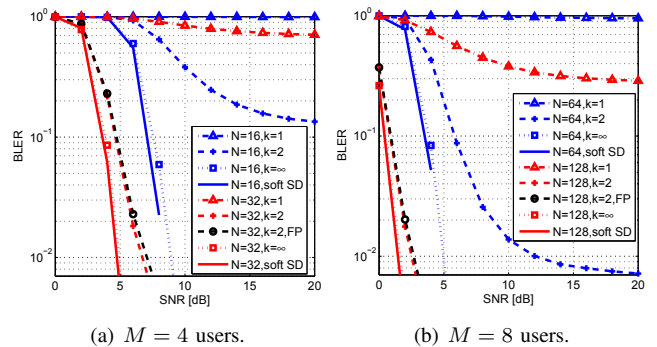 10^0
10^-1
10^-2
BLER
0 5 10 15 20
SNR [dB]
N=16,k=1
N=16,k=2
N=16,k=∞
N=16,soft SD
N=32,k=1
N=32,k=2
N=32,k=2,FP
N=32,k=∞
N=32,soft SD
(a) M = 4 users.
10^0
10^-1
10^-2
BLER
0 5 10 15 20
SNR [dB]
N=64,k=1
N=64,k=2
N=64,k=∞
N=64,soft SD
N=128,k=1
N=128,k=2
N=128,k=2,FP
N=128,k=∞
N=128,soft SD
(b) M = 8 users.